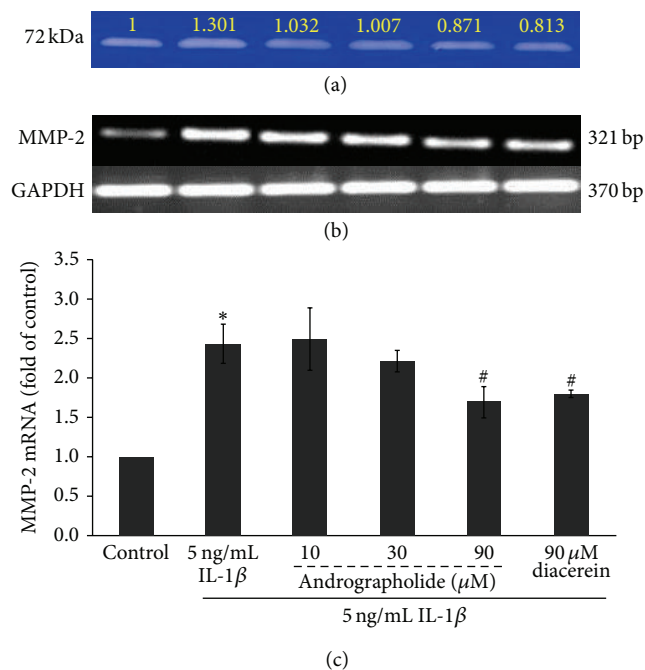 72 kDa 1 1.301 1.032 1.007 0.871 0.813
(a)
MMP-2 321 bp
GAPDH 370 bp
(b)
MMP-2 mRNA (fold of control)
3.5
3.0
2.5
2.0
1.5
1.0
0.5
0.0
*
#
#
Control 5 ng/mL IL-1β 10 30 90 90 μM diacerein
Andrographolide (μM)
5 ng/mL IL-1β
(c)